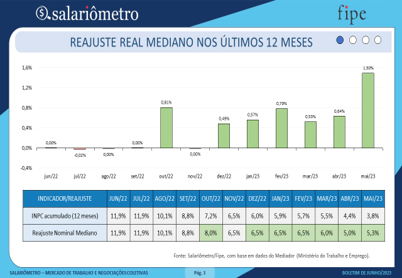 salariômetro
fipe
REAJUSTE REAL MEDIANO NOS ÚLTIMOS 12 MESES
1,6%
1,2%
0,8%
0,4%
0,0%
-0,4%
0,00% -0,02% -0,00% 0,00% 0,81% -0,00% 0,49% 0,57% 0,79% 0,53% 0,64% 1,50%
jun/22 jul/22 ago/22 set/22 out/22 nov/22 dez/22 jan/23 fev/23 mar/23 abr/23 mai/23
INDICADOR/REAJUSTE JUN/22 JUL/22 AGO/22 SET/22 OUT/22 NOV/22 DEZ/22 JAN/23 FEV/23 MAR/23 ABR/23 MAI/23
INPC acumulado (12 meses) 11,9% 11,9% 10,1% 8,8% 7,2% 6,5% 6,0% 5,9% 5,7% 5,5% 4,4% 3,8%
Reajuste Nominal Mediano 11,9% 11,9% 10,1% 8,8% 8,0% 6,5% 6,5% 6,5% 6,5% 6,0% 5,0% 5,3%
Fonte: Salariômetro/Fipe, com base em dados do Mediador (Ministério do Trabalho e Emprego).
SALARIÔMETRO – MERCADO DE TRABALHO E NEGOCIAÇÕES COLETIVAS
Pág. 3
BOLETIM DE JUNHO/2023